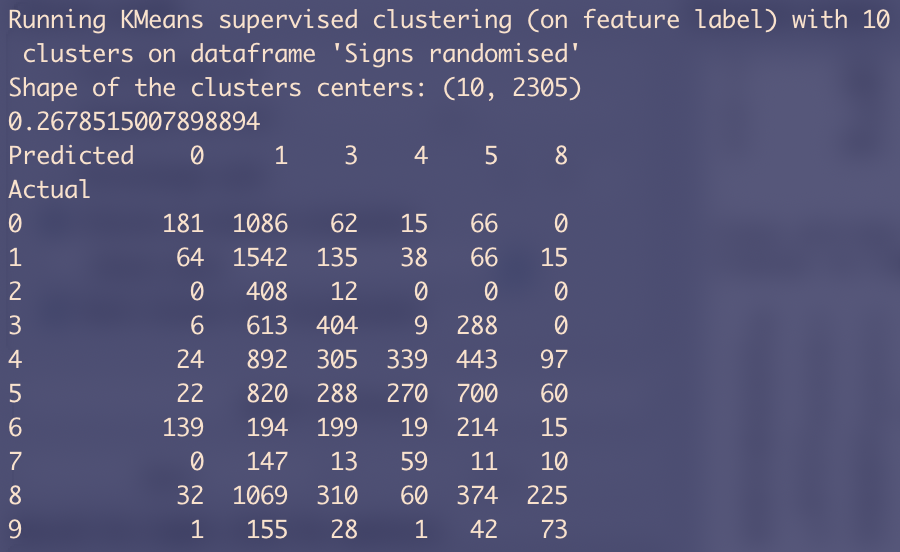 Running KMeans supervised clustering (on feature label) with 10
clusters on dataframe 'Signs randomised'
Shape of the clusters centers: (10, 2305)
0.2678515007898894
Predicted 0 1 3 4 5 8
Actual
0 181 1086 62 15 66 0
1 64 1542 135 38 66 15
2 0 408 12 0 0 0
3 6 613 404 9 288 0
4 24 892 305 339 443 97
5 22 820 288 270 700 60
6 139 194 199 19 214 15
7 0 147 13 59 11 10
8 32 1069 310 60 374 225
9 1 155 28 1 42 73